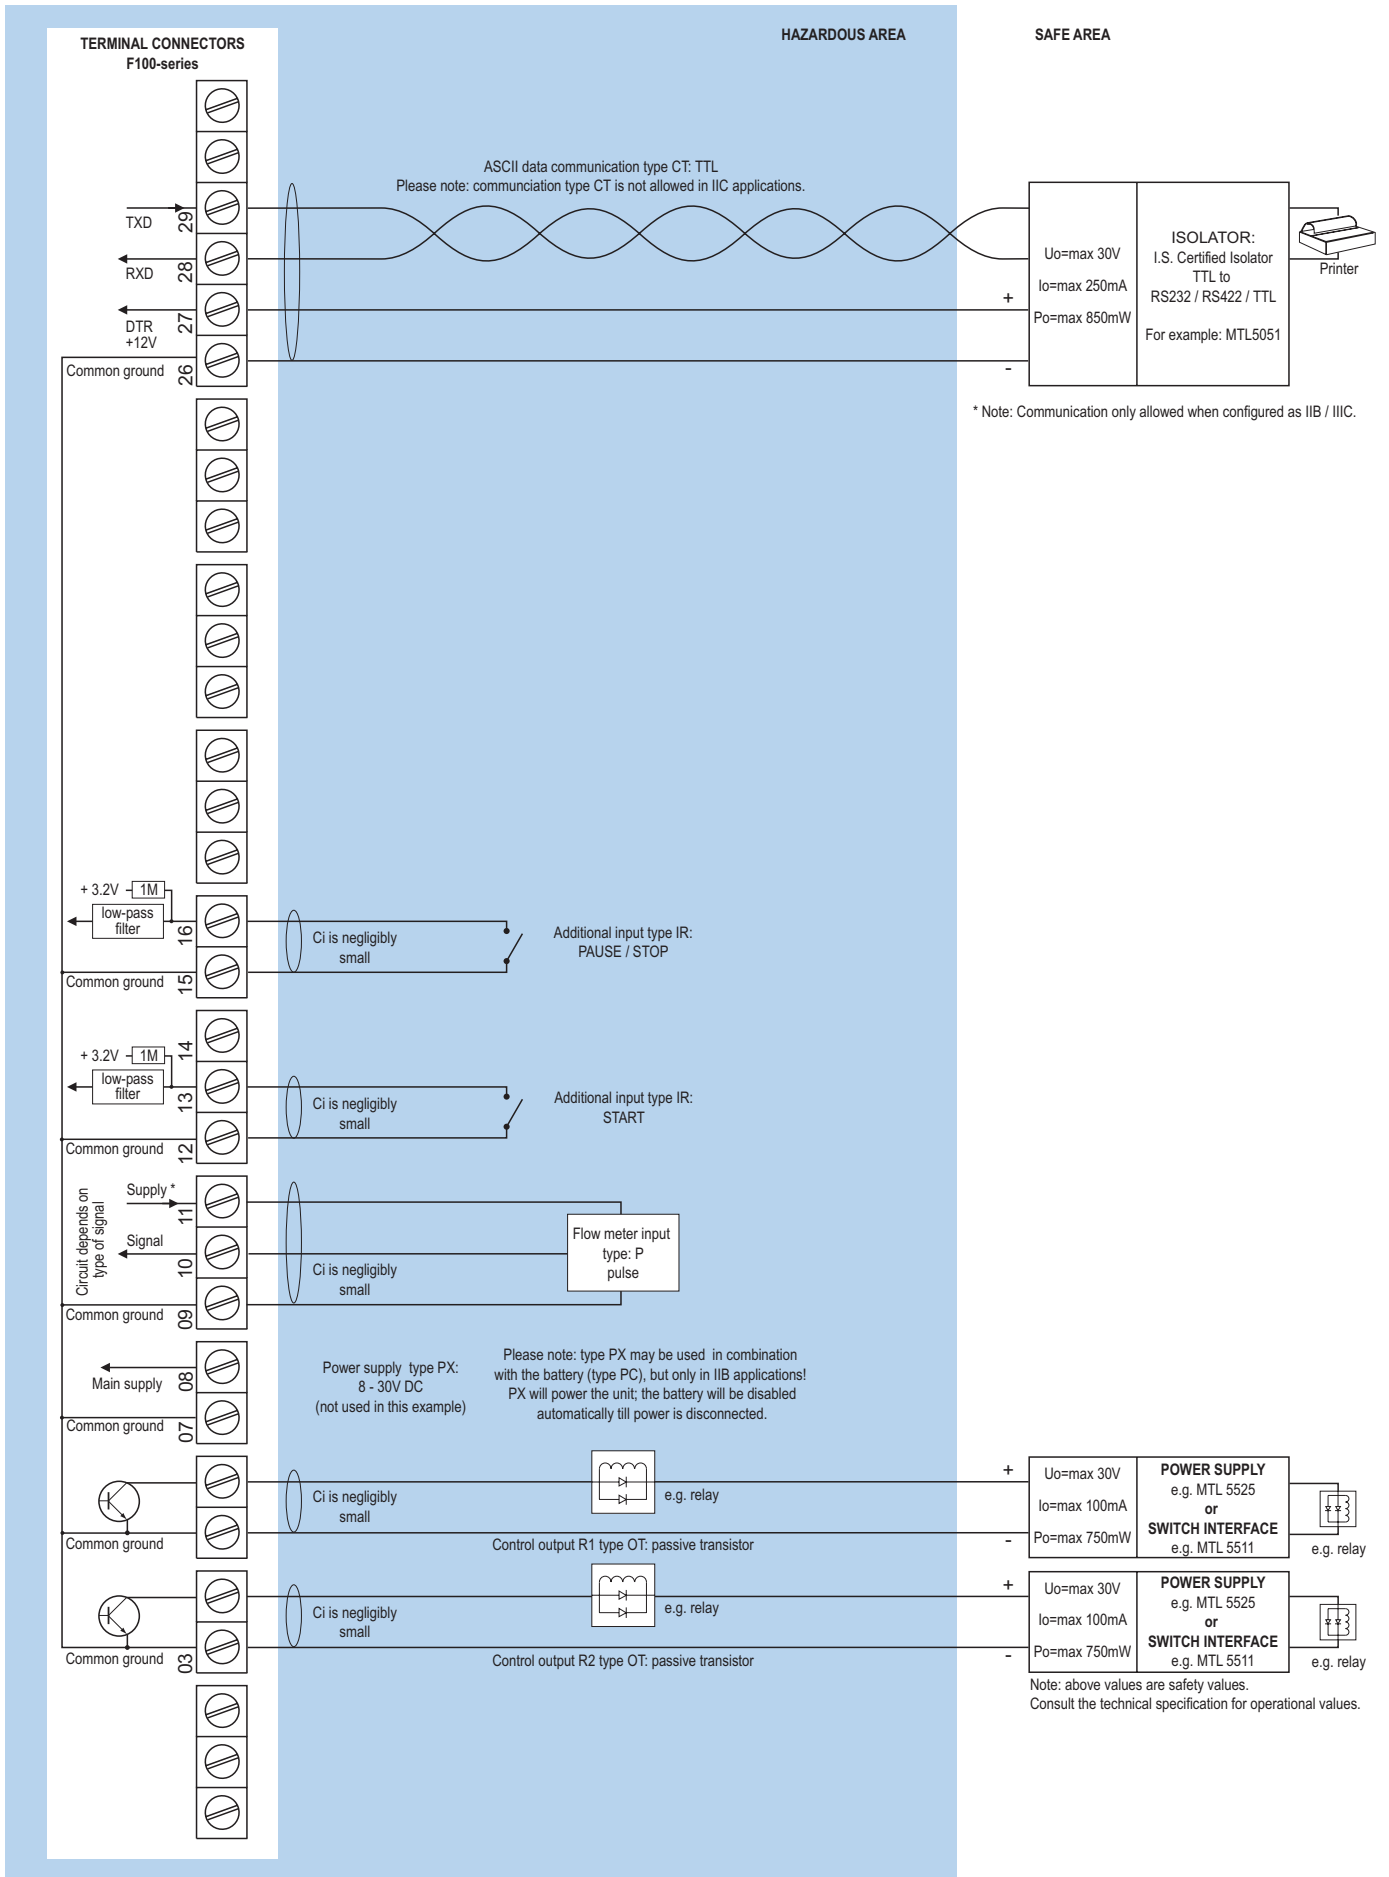 TERMINAL CONNECTORS
F100-series
HAZARDOUS AREA
SAFE AREA
ASCII data communication type CT: TTL
Please note: communciation type CT is not allowed in IIC applications.
TXD
29
RXD
28
DTR
+12V
27
Common ground
26
+
-
Uo=max 30V
Io=max 250mA
Po=max 850mW
ISOLATOR:
I.S. Certified Isolator
TTL to
RS232 / RS422 / TTL
For example: MTL5051
Printer
* Note: Communication only allowed when configured as IIB / IIIC.
+ 3.2V
1M
low-pass
filter
16
Common ground
15
Ci is negligibly
small
Additional input type IR:
PAUSE / STOP
14
+ 3.2V
1M
low-pass
filter
13
Common ground
12
Ci is negligibly
small
Additional input type IR:
START
Circuit depends on
type of signal
Supply *
11
Signal
10
Common ground
09
Ci is negligibly
small
Flow meter input
type: P
pulse
Main supply
08
Common ground
07
Power supply type PX:
8 - 30V DC
(not used in this example)
Please note: type PX may be used in combination
with the battery (type PC), but only in IIB applications!
PX will power the unit; the battery will be disabled
automatically till power is disconnected.
Common ground
Ci is negligibly
small
e.g. relay
Control output R1 type OT: passive transistor
+
-
Uo=max 30V
Io=max 100mA
Po=max 750mW
POWER SUPPLY
e.g. MTL 5525
or
SWITCH INTERFACE
e.g. MTL 5511
e.g. relay
Common ground
03
Ci is negligibly
small
e.g. relay
Control output R2 type OT: passive transistor
+
-
Uo=max 30V
Io=max 100mA
Po=max 750mW
POWER SUPPLY
e.g. MTL 5525
or
SWITCH INTERFACE
e.g. MTL 5511
e.g. relay
Note: above values are safety values.
Consult the technical specification for operational values.